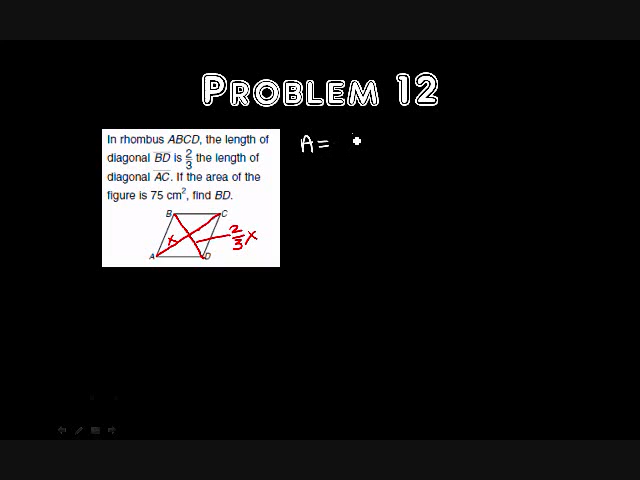 PROBLEM 12
In rhombus ABCD, the length of
diagonal BD is 2/3 the length of
diagonal AC. If the area of the
figure is 75 cm², find BD.
A =
B C
x 2/3 x
A D